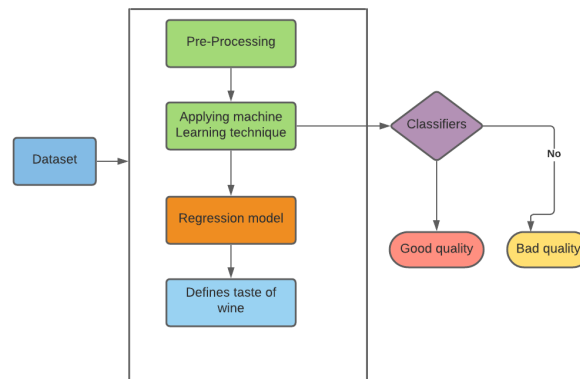 Pre-Processing
Applying machine
Learning technique
Classifiers
Dataset
No
Regression model
Good quality
Bad quality
Defines taste of
wine